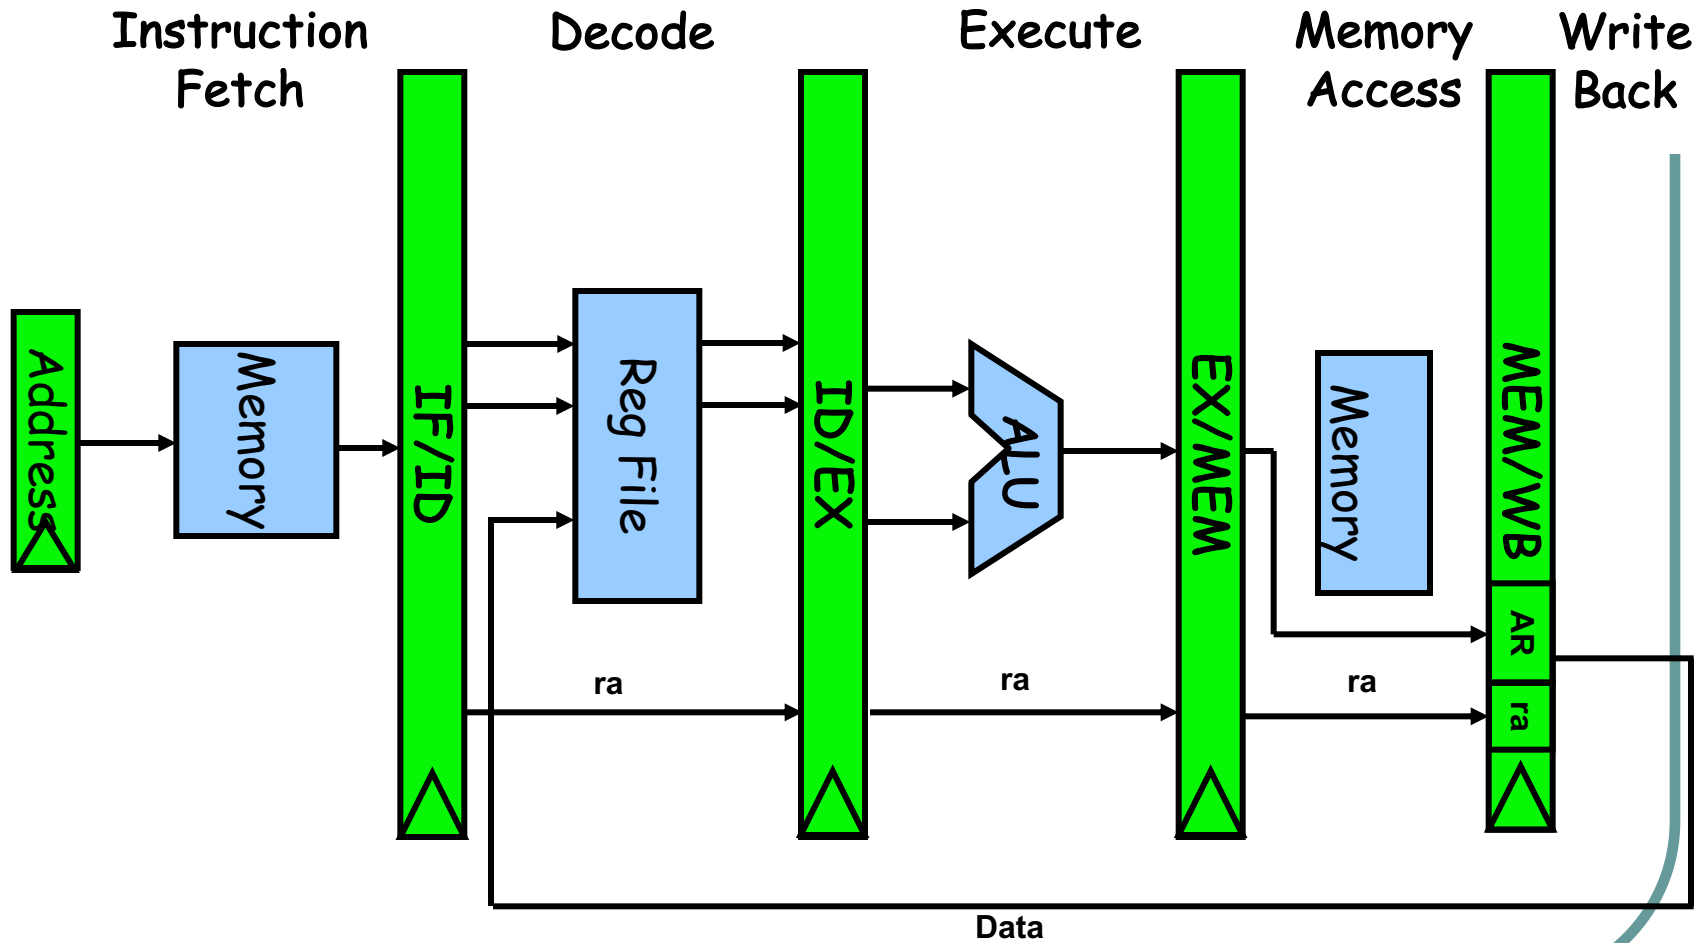 Instruction
Fetch
Decode
Execute
Memory
Access
Write
Back
Address
Memory
IF/ID
Reg File
ID/EX
ALU
EX/MEM
Memory
MEM/WB
AR
ra
ra
ra
ra
Data